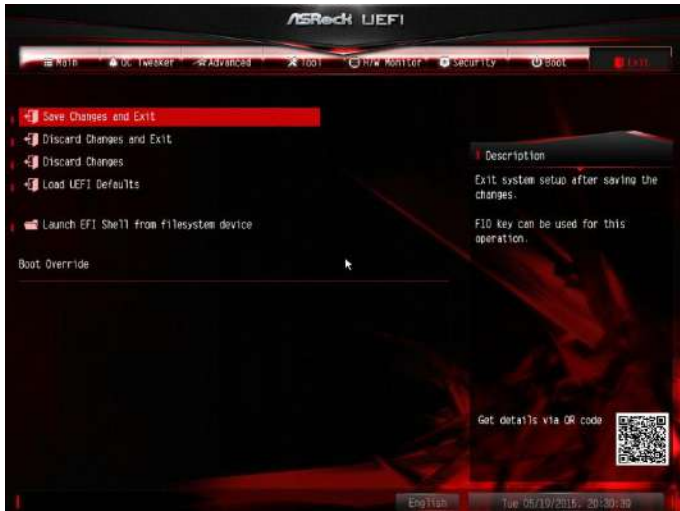 ASRock UEFI
Main OC Tweaker Advanced Tool H/W Monitor Security Boot Exit
Save Changes and Exit
Discard Changes and Exit
Discard Changes
Load UEFI Defaults
Launch EFI Shell from filesystem device
Boot Override
Description
Exit system setup after saving the
changes.
F10 key can be used for this
operation.
Get details via QR code
English
Tue 05/19/2015, 20:30:39